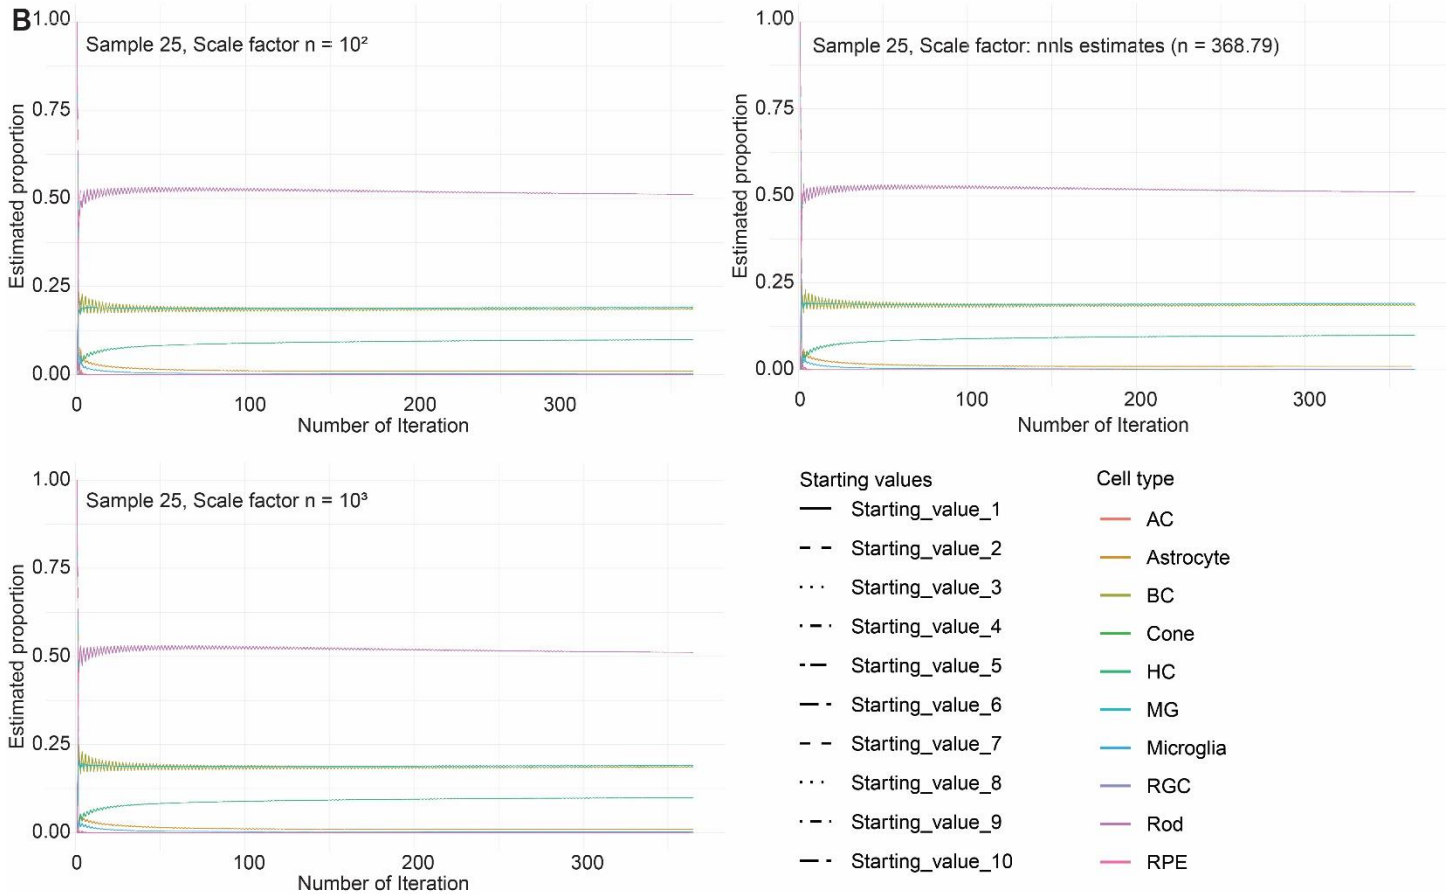 B
Sample 25, Scale factor n = 10²
1.00
0.75
0.50
0.25
0.00
Estimated proportion
0 100 200 300
Number of Iteration
Sample 25, Scale factor: nnls estimates (n = 368.79)
1.00
0.75
0.50
0.25
0.00
Estimated proportion
0 100 200 300
Number of Iteration
Sample 25, Scale factor n = 10³
1.00
0.75
0.50
0.25
0.00
Estimated proportion
0 100 200 300
Number of Iteration
Starting values
Starting_value_1
Starting_value_2
Starting_value_3
Starting_value_4
Starting_value_5
Starting_value_6
Starting_value_7
Starting_value_8
Starting_value_9
Starting_value_10
Cell type
AC
Astrocyte
BC
Cone
HC
MG
Microglia
RGC
Rod
RPE